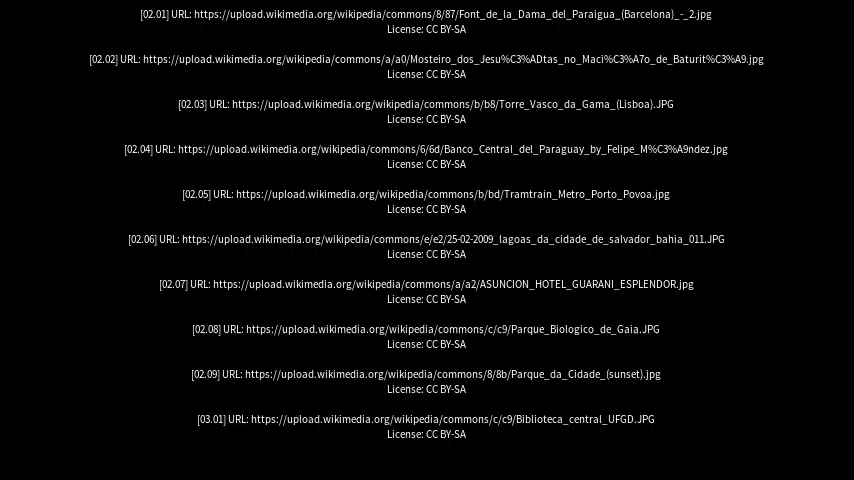 [02.01] URL: https://upload.wikimedia.org/wikipedia/commons/8/87/Font_de_la_Dama_del_Paraigua_(Barcelona)_-_2.jpg
License: CC BY-SA
[02.02] URL: https://upload.wikimedia.org/wikipedia/commons/a/a0/Mosteiro_dos_Jesu%C3%ADtas_no_Maci%C3%A7o_de_Baturit%C3%A9.jpg
License: CC BY-SA
[02.03] URL: https://upload.wikimedia.org/wikipedia/commons/b/b8/Torre_Vasco_da_Gama_(Lisboa).JPG
License: CC BY-SA
[02.04] URL: https://upload.wikimedia.org/wikipedia/commons/6/6d/Banco_Central_del_Paraguay_by_Felipe_M%C3%A9ndez.jpg
License: CC BY-SA
[02.05] URL: https://upload.wikimedia.org/wikipedia/commons/b/bd/Tramtrain_Metro_Porto_Povoa.jpg
License: CC BY-SA
[02.06] URL: https://upload.wikimedia.org/wikipedia/commons/e/e2/25-02-2009_lagoas_da_cidade_de_salvador_bahia_011.JPG
License: CC BY-SA
[02.07] URL: https://upload.wikimedia.org/wikipedia/commons/a/a2/ASUNCION_HOTEL_GUARANI_ESPLENDOR.jpg
License: CC BY-SA
[02.08] URL: https://upload.wikimedia.org/wikipedia/commons/c/c9/Parque_Biologico_de_Gaia.JPG
License: CC BY-SA
[02.09] URL: https://upload.wikimedia.org/wikipedia/commons/8/8b/Parque_da_Cidade_(sunset).jpg
License: CC BY-SA
[03.01] URL: https://upload.wikimedia.org/wikipedia/commons/c/c9/Biblioteca_central_UFGD.JPG
License: CC BY-SA